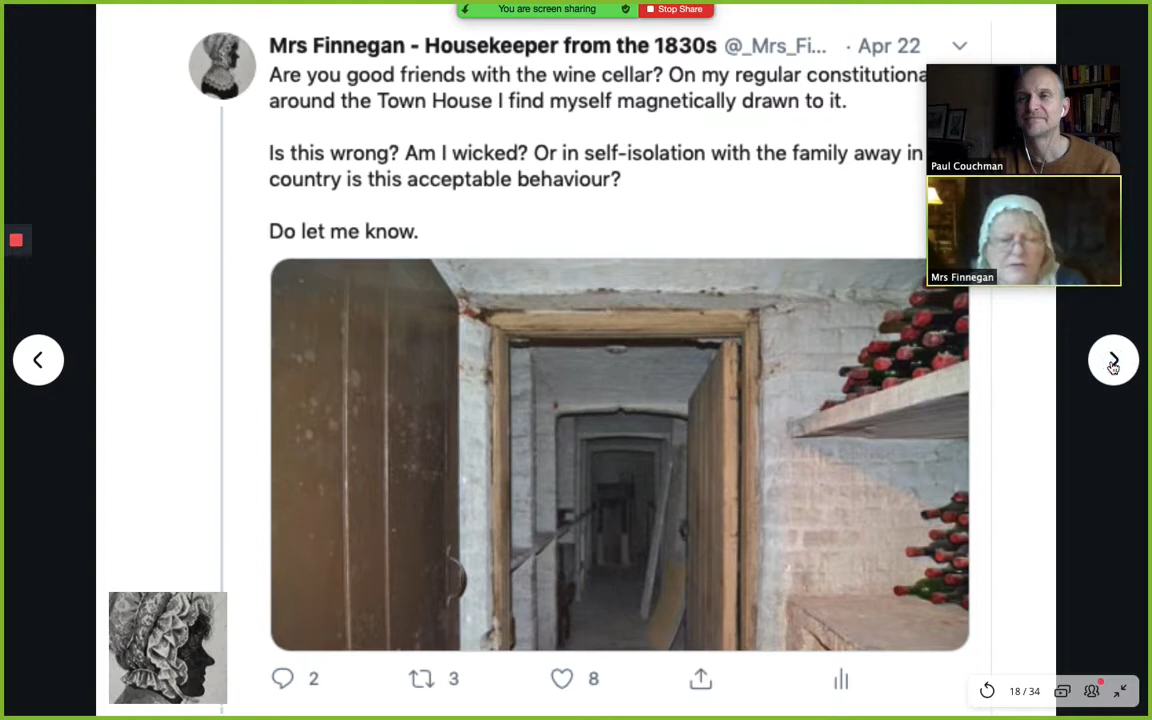 You are screen sharing
Stop Share
Mrs Finnegan - Housekeeper from the 1830s @_Mrs_Fi... · Apr 22
Are you good friends with the wine cellar? On my regular constitutiona
around the Town House I find myself magnetically drawn to it.
Is this wrong? Am I wicked? Or in self-isolation with the family away in
country is this acceptable behaviour?
Do let me know.
Paul Couchman
Mrs Finnegan
2
3
8
18 / 34